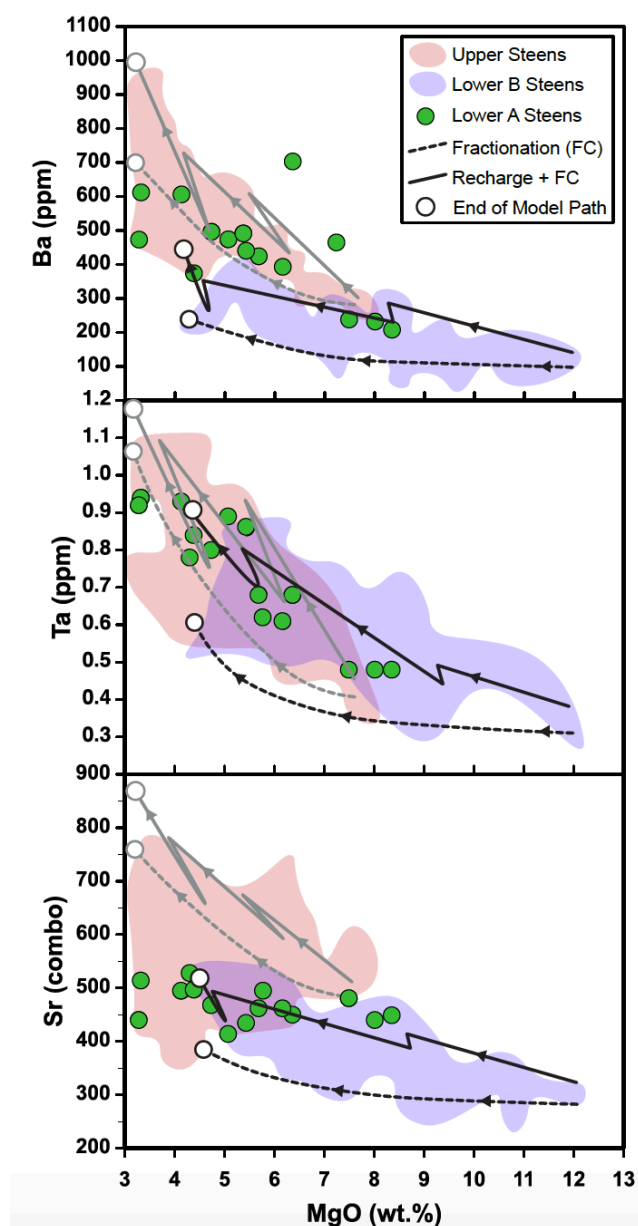 1100
1000
900
800
700
600
500
400
300
200
100
Ba (ppm)
Upper Steens
Lower B Steens
Lower A Steens
Fractionation (FC)
Recharge + FC
End of Model Path
1.2
1.1
1.0
0.9
0.8
0.7
0.6
0.5
0.4
0.3
Ta (ppm)
900
800
700
600
500
400
300
200
Sr (combo)
3 4 5 6 7 8 9 10 11 12 13
MgO (wt.%)